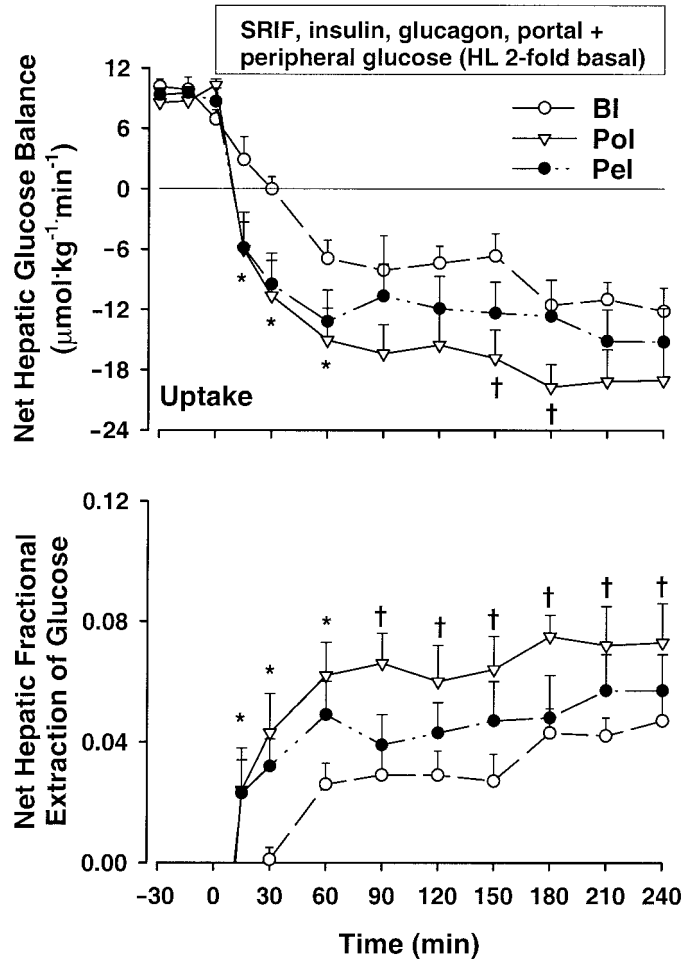 SRIF, insulin, glucagon, portal +
peripheral glucose (HL 2-fold basal)
Net Hepatic Glucose Balance
(μmol·kg⁻¹·min⁻¹)
12
6
0
−6
−12
−18
−24
BI
Pol
Pel
*
*
*
†
†
Uptake
Net Hepatic Fractional
Extraction of Glucose
0.12
0.08
0.04
0.00
*
*
*
†
†
†
†
†
†
−30 0 30 60 90 120 150 180 210 240
Time (min)